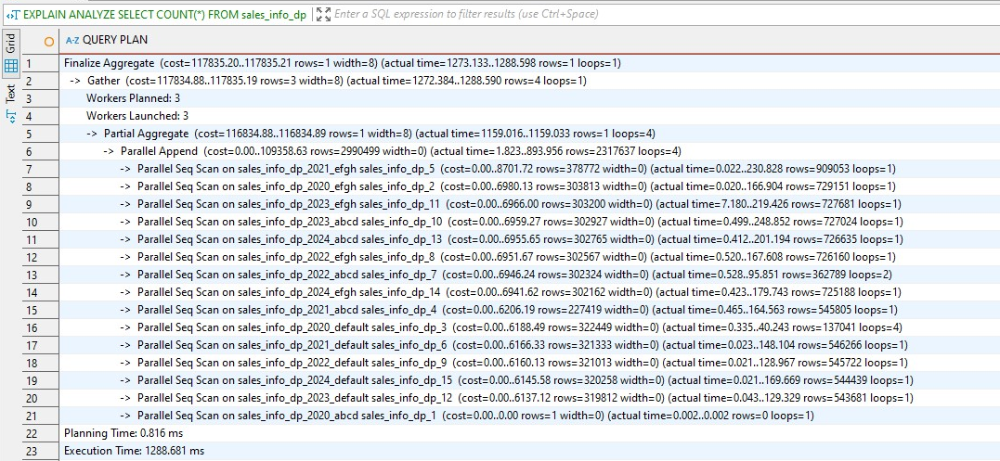 EXPLAIN ANALYZE SELECT COUNT(*) FROM sales_info_dp Enter a SQL expression to filter results (use Ctrl+Space)
Grid
Text
A-Z QUERY PLAN
1 Finalize Aggregate (cost=117835.20..117835.21 rows=1 width=8) (actual time=1273.133..1288.598 rows=1 loops=1)
2 -> Gather (cost=117834.88..117835.19 rows=3 width=8) (actual time=1272.384..1288.590 rows=4 loops=1)
3 Workers Planned: 3
4 Workers Launched: 3
5 -> Partial Aggregate (cost=116834.88..116834.89 rows=1 width=8) (actual time=1159.016..1159.033 rows=1 loops=4)
6 -> Parallel Append (cost=0.00..109358.63 rows=2990499 width=0) (actual time=1.823..893.956 rows=2317637 loops=4)
7 -> Parallel Seq Scan on sales_info_dp_2021_efgh sales_info_dp_5 (cost=0.00..8701.72 rows=378772 width=0) (actual time=0.022..230.828 rows=909053 loops=1)
8 -> Parallel Seq Scan on sales_info_dp_2020_efgh sales_info_dp_2 (cost=0.00..6980.13 rows=303813 width=0) (actual time=0.020..166.904 rows=729151 loops=1)
9 -> Parallel Seq Scan on sales_info_dp_2023_efgh sales_info_dp_11 (cost=0.00..6966.00 rows=303200 width=0) (actual time=7.180..219.426 rows=727681 loops=1)
10 -> Parallel Seq Scan on sales_info_dp_2023_abcd sales_info_dp_10 (cost=0.00..6959.27 rows=302927 width=0) (actual time=0.499..248.852 rows=727024 loops=1)
11 -> Parallel Seq Scan on sales_info_dp_2024_abcd sales_info_dp_13 (cost=0.00..6955.65 rows=302765 width=0) (actual time=0.412..201.194 rows=726635 loops=1)
12 -> Parallel Seq Scan on sales_info_dp_2022_efgh sales_info_dp_8 (cost=0.00..6951.67 rows=302567 width=0) (actual time=0.520..167.608 rows=726160 loops=1)
13 -> Parallel Seq Scan on sales_info_dp_2022_abcd sales_info_dp_7 (cost=0.00..6946.24 rows=302324 width=0) (actual time=0.528..95.851 rows=362789 loops=2)
14 -> Parallel Seq Scan on sales_info_dp_2024_efgh sales_info_dp_14 (cost=0.00..6941.62 rows=302162 width=0) (actual time=0.423..179.743 rows=725188 loops=1)
15 -> Parallel Seq Scan on sales_info_dp_2021_abcd sales_info_dp_4 (cost=0.00..6206.19 rows=227419 width=0) (actual time=0.465..164.563 rows=545805 loops=1)
16 -> Parallel Seq Scan on sales_info_dp_2020_default sales_info_dp_3 (cost=0.00..6188.49 rows=322449 width=0) (actual time=0.335..40.243 rows=137041 loops=4)
17 -> Parallel Seq Scan on sales_info_dp_2021_default sales_info_dp_6 (cost=0.00..6166.33 rows=321333 width=0) (actual time=0.023..148.104 rows=546266 loops=1)
18 -> Parallel Seq Scan on sales_info_dp_2022_default sales_info_dp_9 (cost=0.00..6160.13 rows=321013 width=0) (actual time=0.021..128.967 rows=545722 loops=1)
19 -> Parallel Seq Scan on sales_info_dp_2024_default sales_info_dp_15 (cost=0.00..6145.58 rows=320258 width=0) (actual time=0.021..169.669 rows=544439 loops=1)
20 -> Parallel Seq Scan on sales_info_dp_2023_default sales_info_dp_12 (cost=0.00..6137.12 rows=319812 width=0) (actual time=0.043..129.329 rows=543681 loops=1)
21 -> Parallel Seq Scan on sales_info_dp_2020_abcd sales_info_dp_1 (cost=0.00..0.00 rows=1 width=0) (actual time=0.002..0.002 rows=0 loops=1)
22 Planning Time: 0.816 ms
23 Execution Time: 1288.681 ms